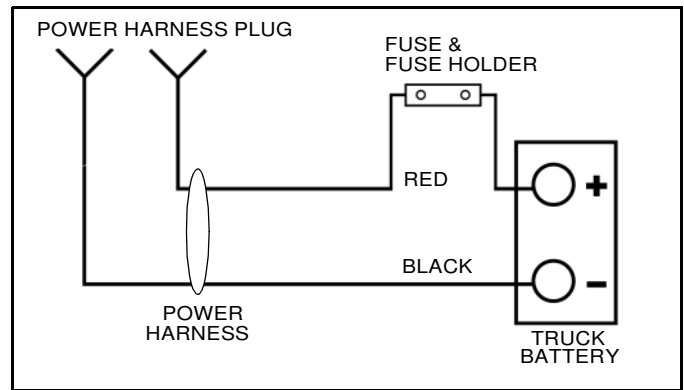 POWER HARNESS PLUG
FUSE &
FUSE HOLDER
RED
+
BLACK
–
POWER
HARNESS
TRUCK
BATTERY